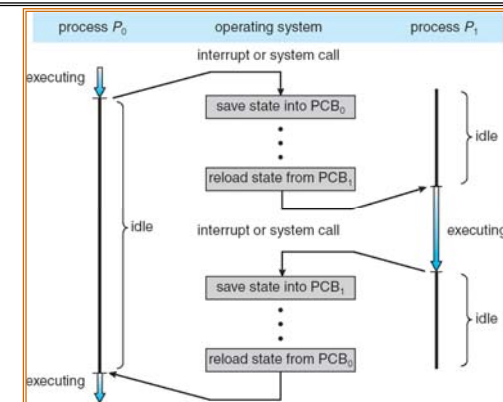 process P₀ operating system process P₁
interrupt or system call
executing
save state into PCB₀
idle
reload state from PCB₁
idle
interrupt or system call
executing
save state into PCB₁
idle
reload state from PCB₀
executing